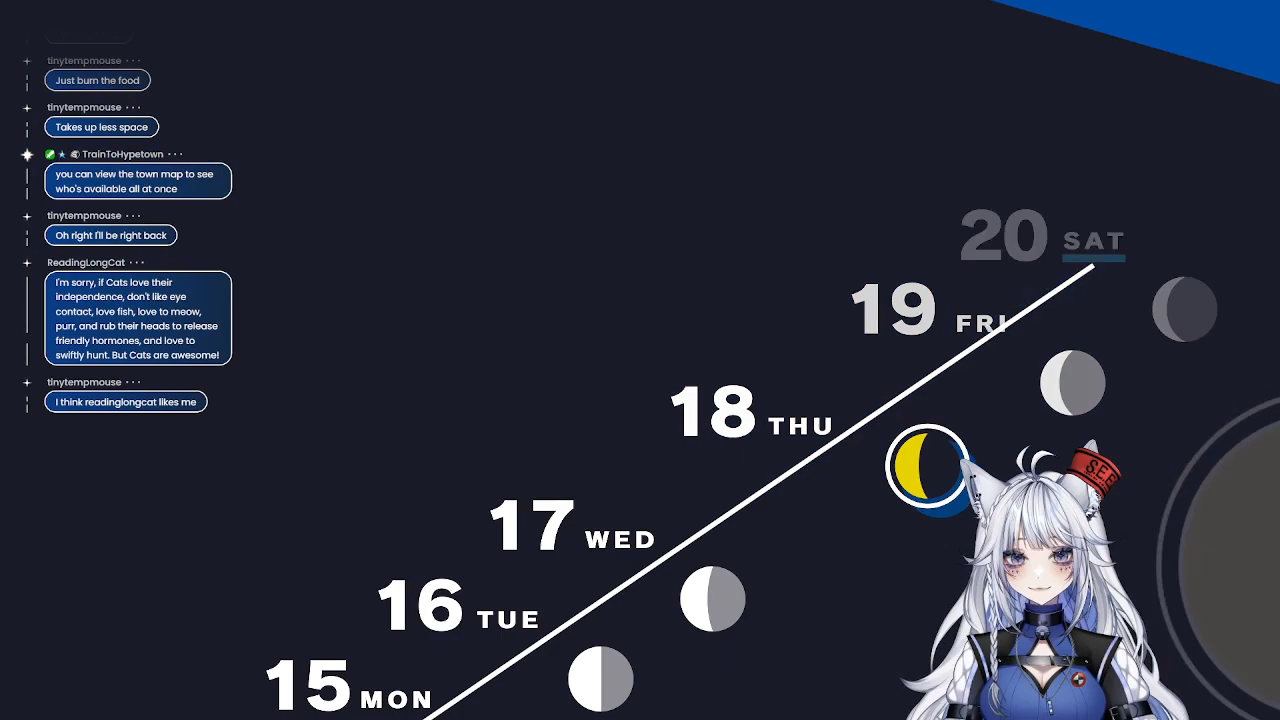 tinytempmouse
Just burn the food
tinytempmouse
Takes up less space
TrainToHypetown
you can view the town map to see
who's available all at once
tinytempmouse
Oh right I'll be right back
ReadingLongCat
I'm sorry, if Cats love their
independence, don't like eye
contact, love fish, love to meow,
purr, and rub their heads to release
friendly hormones, and love to
swiftly hunt. But Cats are awesome!
tinytempmouse
I think readinglongcat likes me
20 SAT
19 FRI
18 THU
17 WED
16 TUE
15 MON
S.E.E